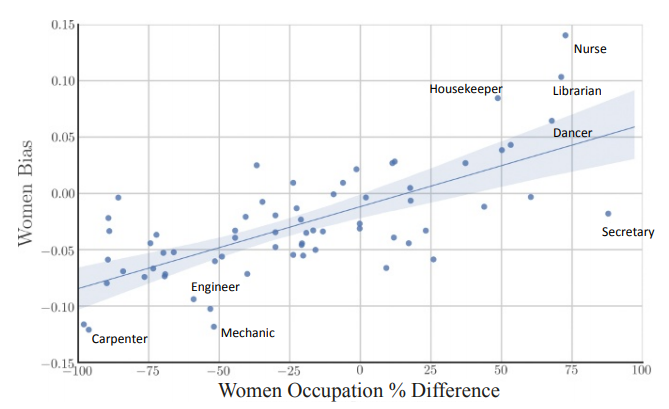 0.15
Nurse
0.10
Housekeeper
Librarian
0.05
Dancer
0.00
Women Bias
Secretary
−0.05
Engineer
−0.10
Carpenter
Mechanic
−0.15
−100
−75
−50
−25
0
25
50
75
100
Women Occupation % Difference